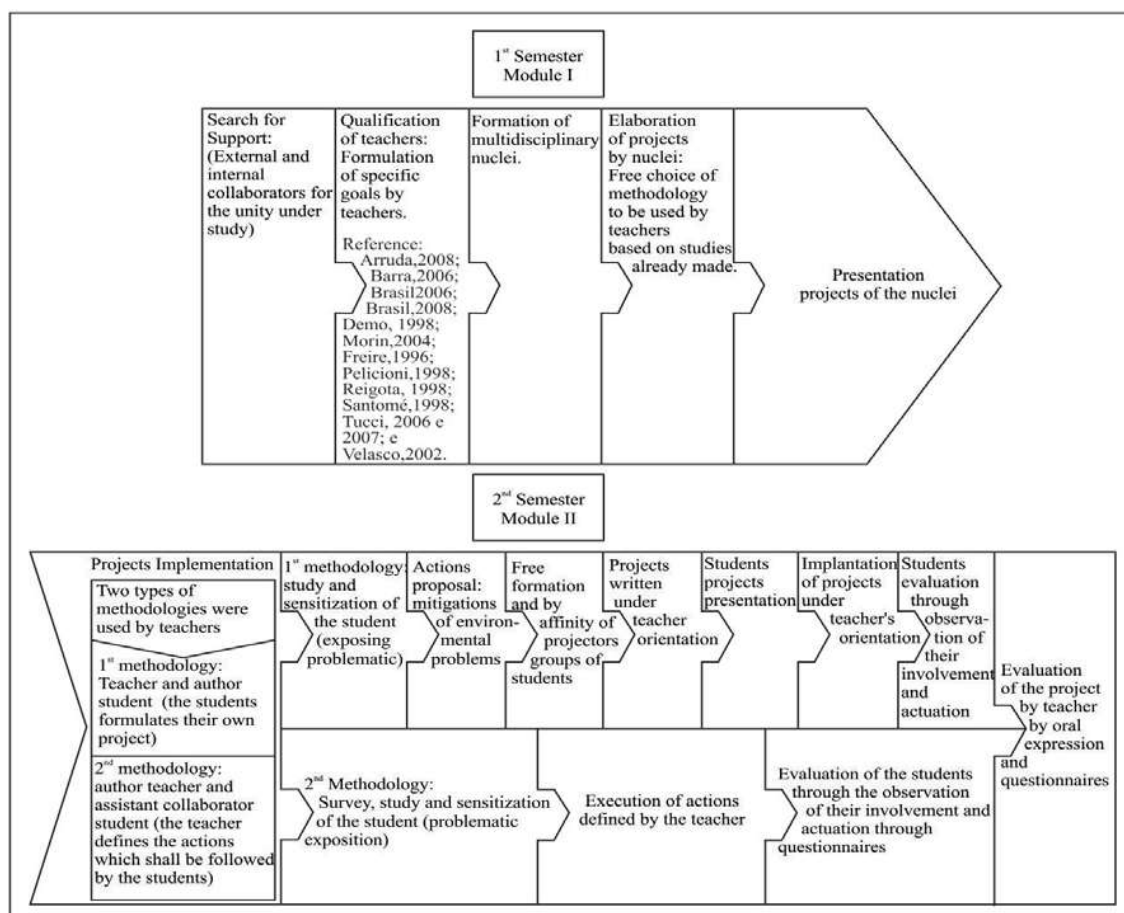 1st Semester
Module I
Search for
Support:
(External and
internal
collaborators for
the unity under
study)
Qualification
of teachers:
Formulation
of specific
goals by
teachers.
Reference:
Arruda,2008;
Barra,2006;
Brasil2006;
Brasil,2008;
Demo, 1998;
Morin,2004;
Freire,1996;
Pelicioni,1998;
Reigota, 1998;
Santomé,1998;
Tucci, 2006 e
2007; e
Velasco,2002.
Formation of
multidisciplinary
nuclei.
Elaboration
of projects
by nuclei:
Free choice of
methodology
to be used by
teachers
based on studies
already made.
Presentation
projects of the nuclei
2nd Semester
Module II
Projects Implementation
Two types of
methodologies were
used by teachers
1st methodology:
Teacher and author
student (the students
formulates their own
project)
2nd methodology:
author teacher and
assistant collaborator
student (the teacher
defines the actions
which shall be followed
by the students)
1st methodology:
study and
sensitization of
the student
(exposing
problematic)
Actions
proposal:
mitigations
of environ-
mental
problems
Free
formation
and by
affinity of
projectors
groups of
students
Projects
written
under
teacher
orientation
Students
projects
presentation
Implantation
of projects
under
teacher's
orientation
Students
evaluation
through
observa-
tion of
their
involvement
and
actuation
2nd Methodology:
Survey, study and sensitization
of the student (problematic
exposition)
Execution of actions
defined by the teacher
Evaluation of the students
through the observation
of their involvement and
actuation through
questionnaires
Evaluation
of the project
by teacher
by oral
expression
and
questionnaires